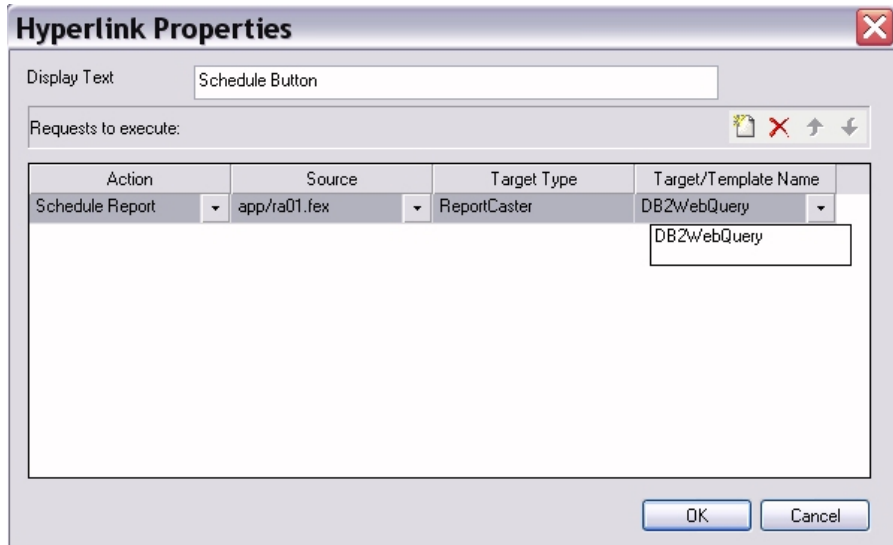 Hyperlink Properties
Display Text
Schedule Button
Requests to execute:
Action Source Target Type Target/Template Name
Schedule Report app/ra01.fex ReportCaster DB2WebQuery
DB2WebQuery
OK Cancel